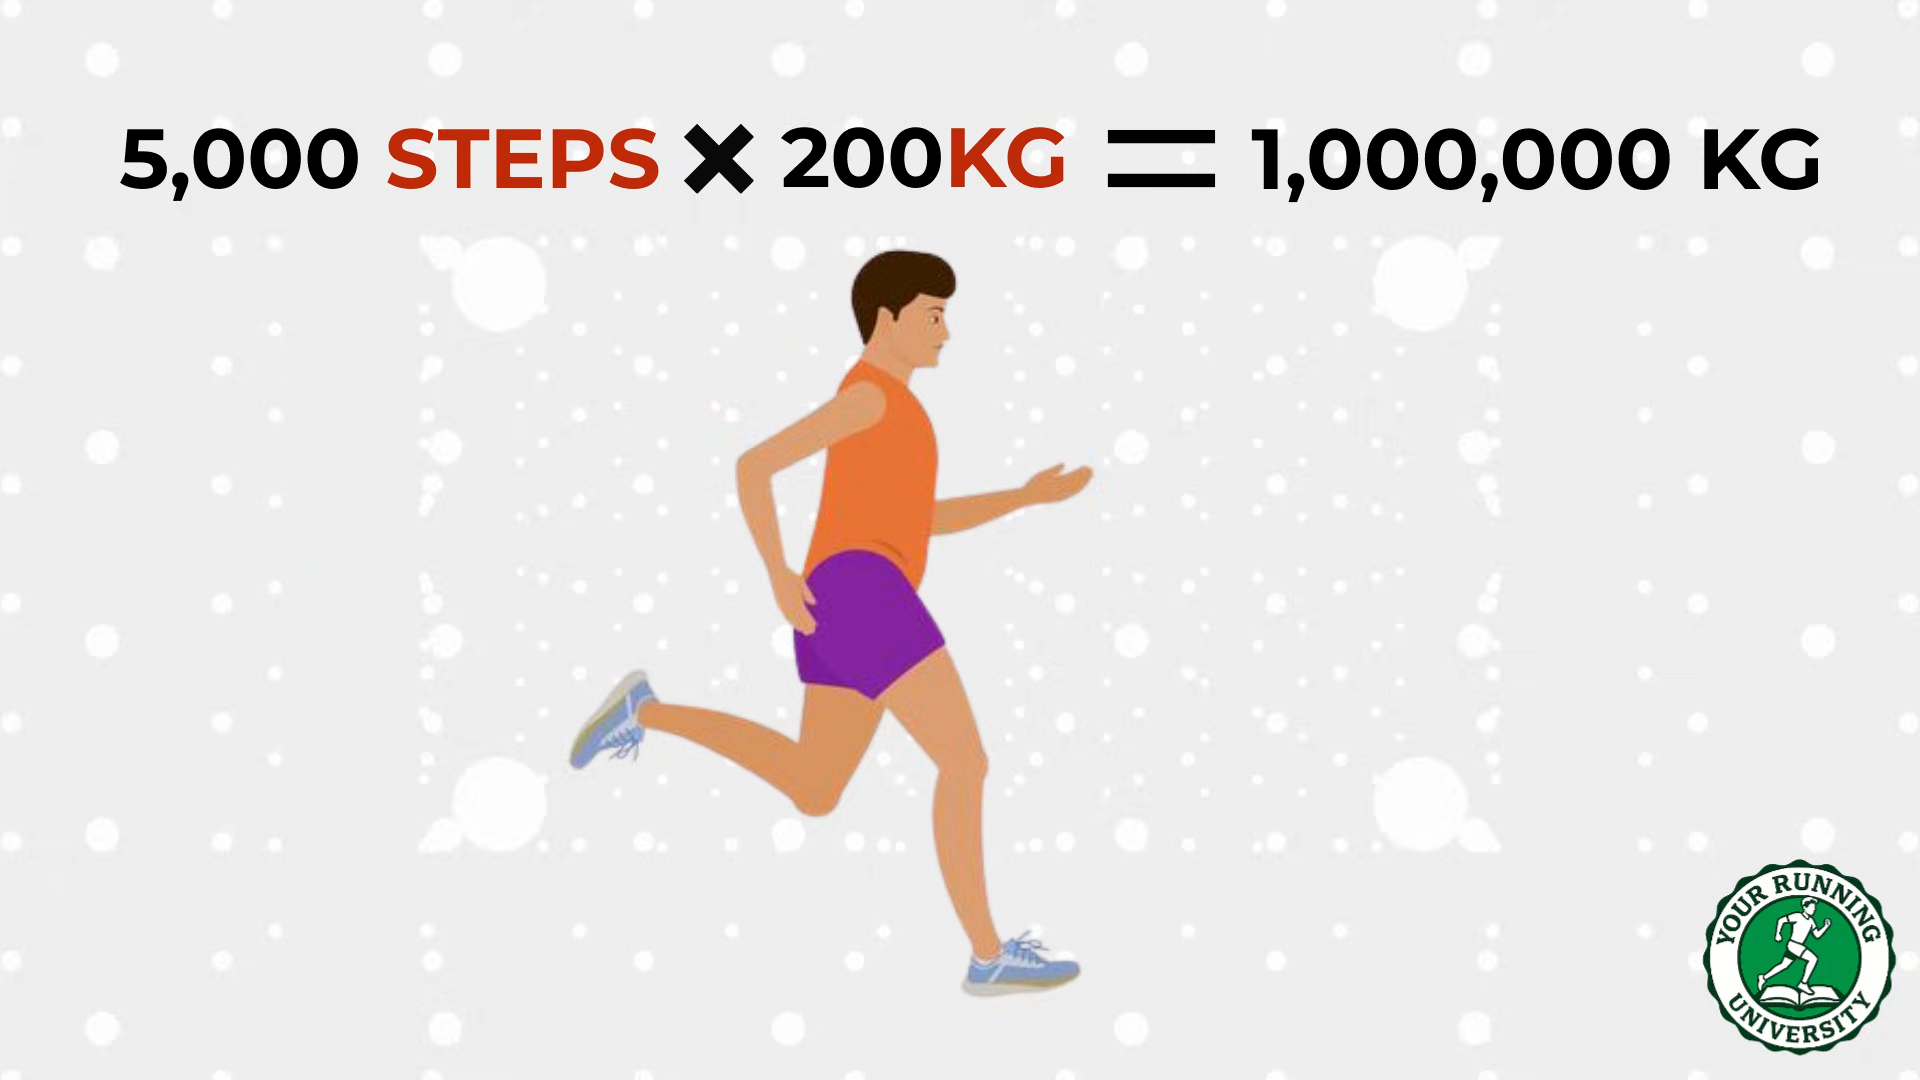 5,000 STEPS × 200KG = 1,000,000 KG
YOUR RUNNING
UNIVERSITY